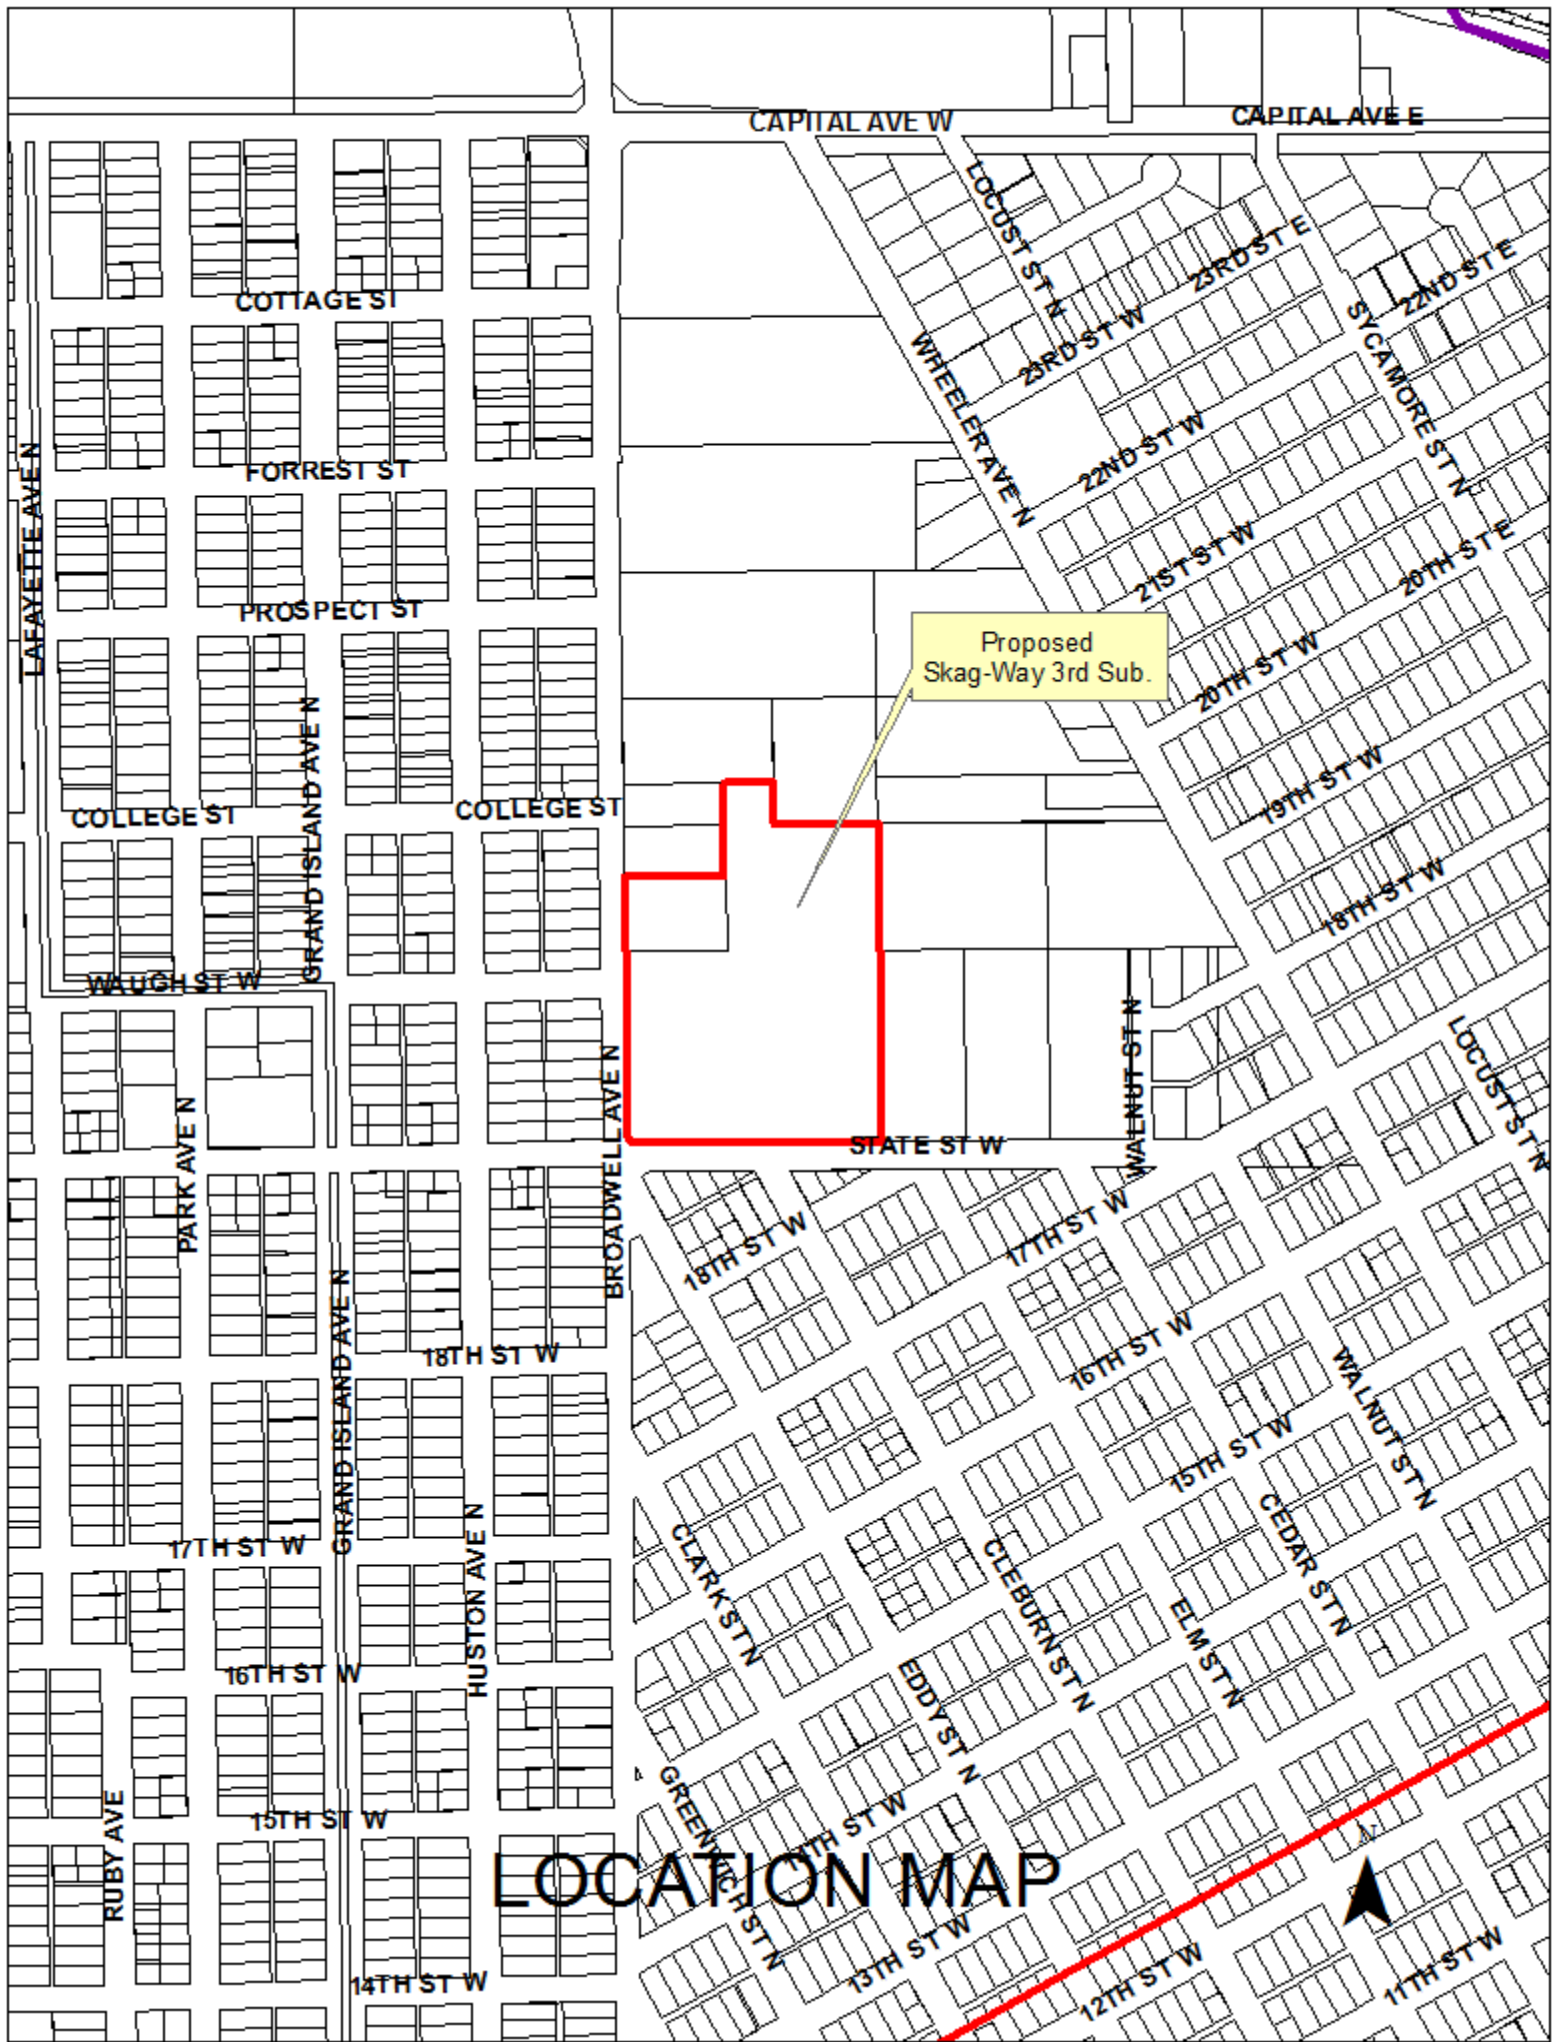 CAPITAL AVE W
CAPITAL AVE E
LOCUST ST N
23RD ST E
22ND ST E
COTTAGE ST
23RD ST W
SYCAMORE ST N
WHEELER AVE N
22ND ST W
FORREST ST
LAFAYETTE AVE N
21ST ST W
20TH ST E
PROSPECT ST
Proposed
Skag-Way 3rd Sub.
20TH ST W
GRAND ISLAND AVE N
19TH ST W
COLLEGE ST
COLLEGE ST
18TH ST W
WAUGH ST W
WALNUT ST N
LOCUST ST N
BROADWELL AVE N
PARK AVE N
STATE ST W
18TH ST W
17TH ST W
GRAND ISLAND AVE N
18TH ST W
16TH ST W
WALNUT ST N
15TH ST W
17TH ST W
HUSTON AVE N
CLARK ST N
CLEBURN ST N
CEDAR ST N
ELM ST N
16TH ST W
EDDY ST N
RUBY AVE
15TH ST W
GREENWICH ST N
14TH ST W
N
LOCATION MAP
13TH ST W
14TH ST W
12TH ST W
11TH ST W